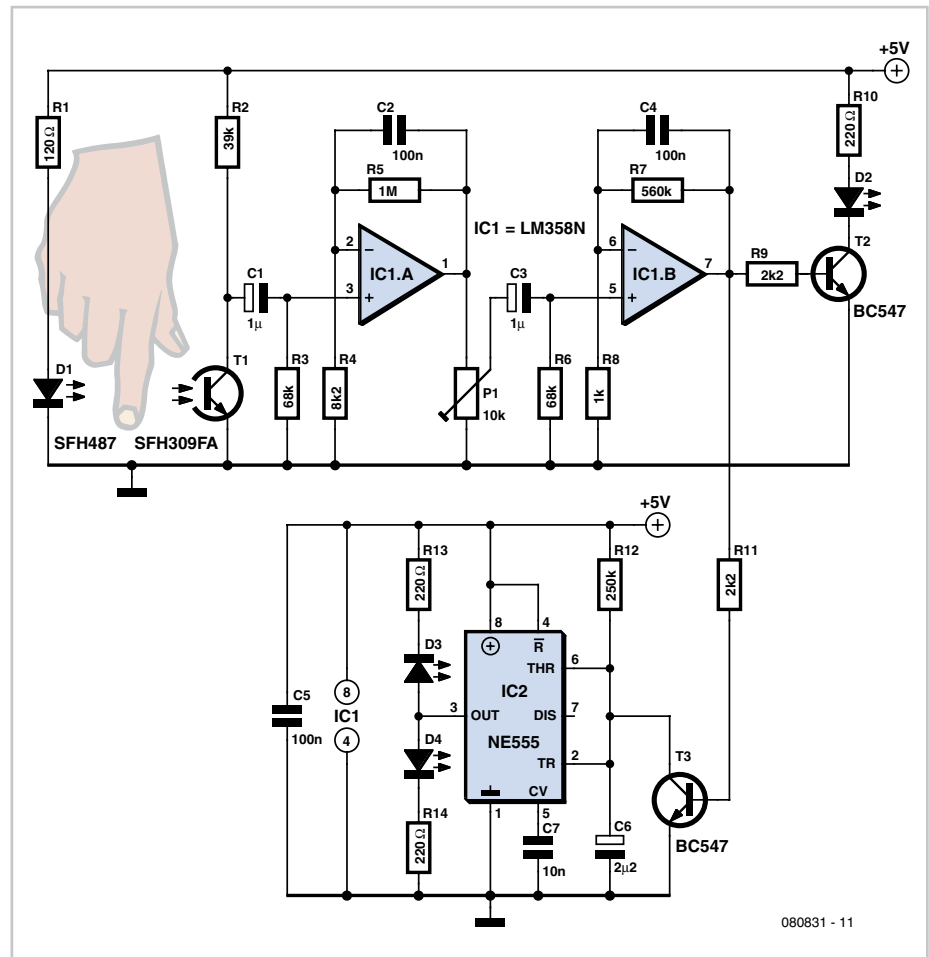 +5V
R1
120Ω
R2
39k
C2
100n
R5
1M
C4
100n
R7
560k
R10
220Ω
D2
IC1 = LM358N
2
3
1
IC1.A
6
5
7
IC1.B
R9
2k2
T2
BC547
C1
1µ
C3
1µ
D1
T1
R3
68k
R4
8k2
P1
10k
R6
68k
R8
1k
SFH487
SFH309FA
+5V
R13
220Ω
R12
250k
R11
2k2
8
4
R̅
D3
THR
6
C5
100n
8
IC1
4
3
OUT
IC2
DIS
7
NE555
D4
TR
2
T3
CV
R14
220Ω
1
5
C7
10n
C6
2µ2
BC547
080831 - 11